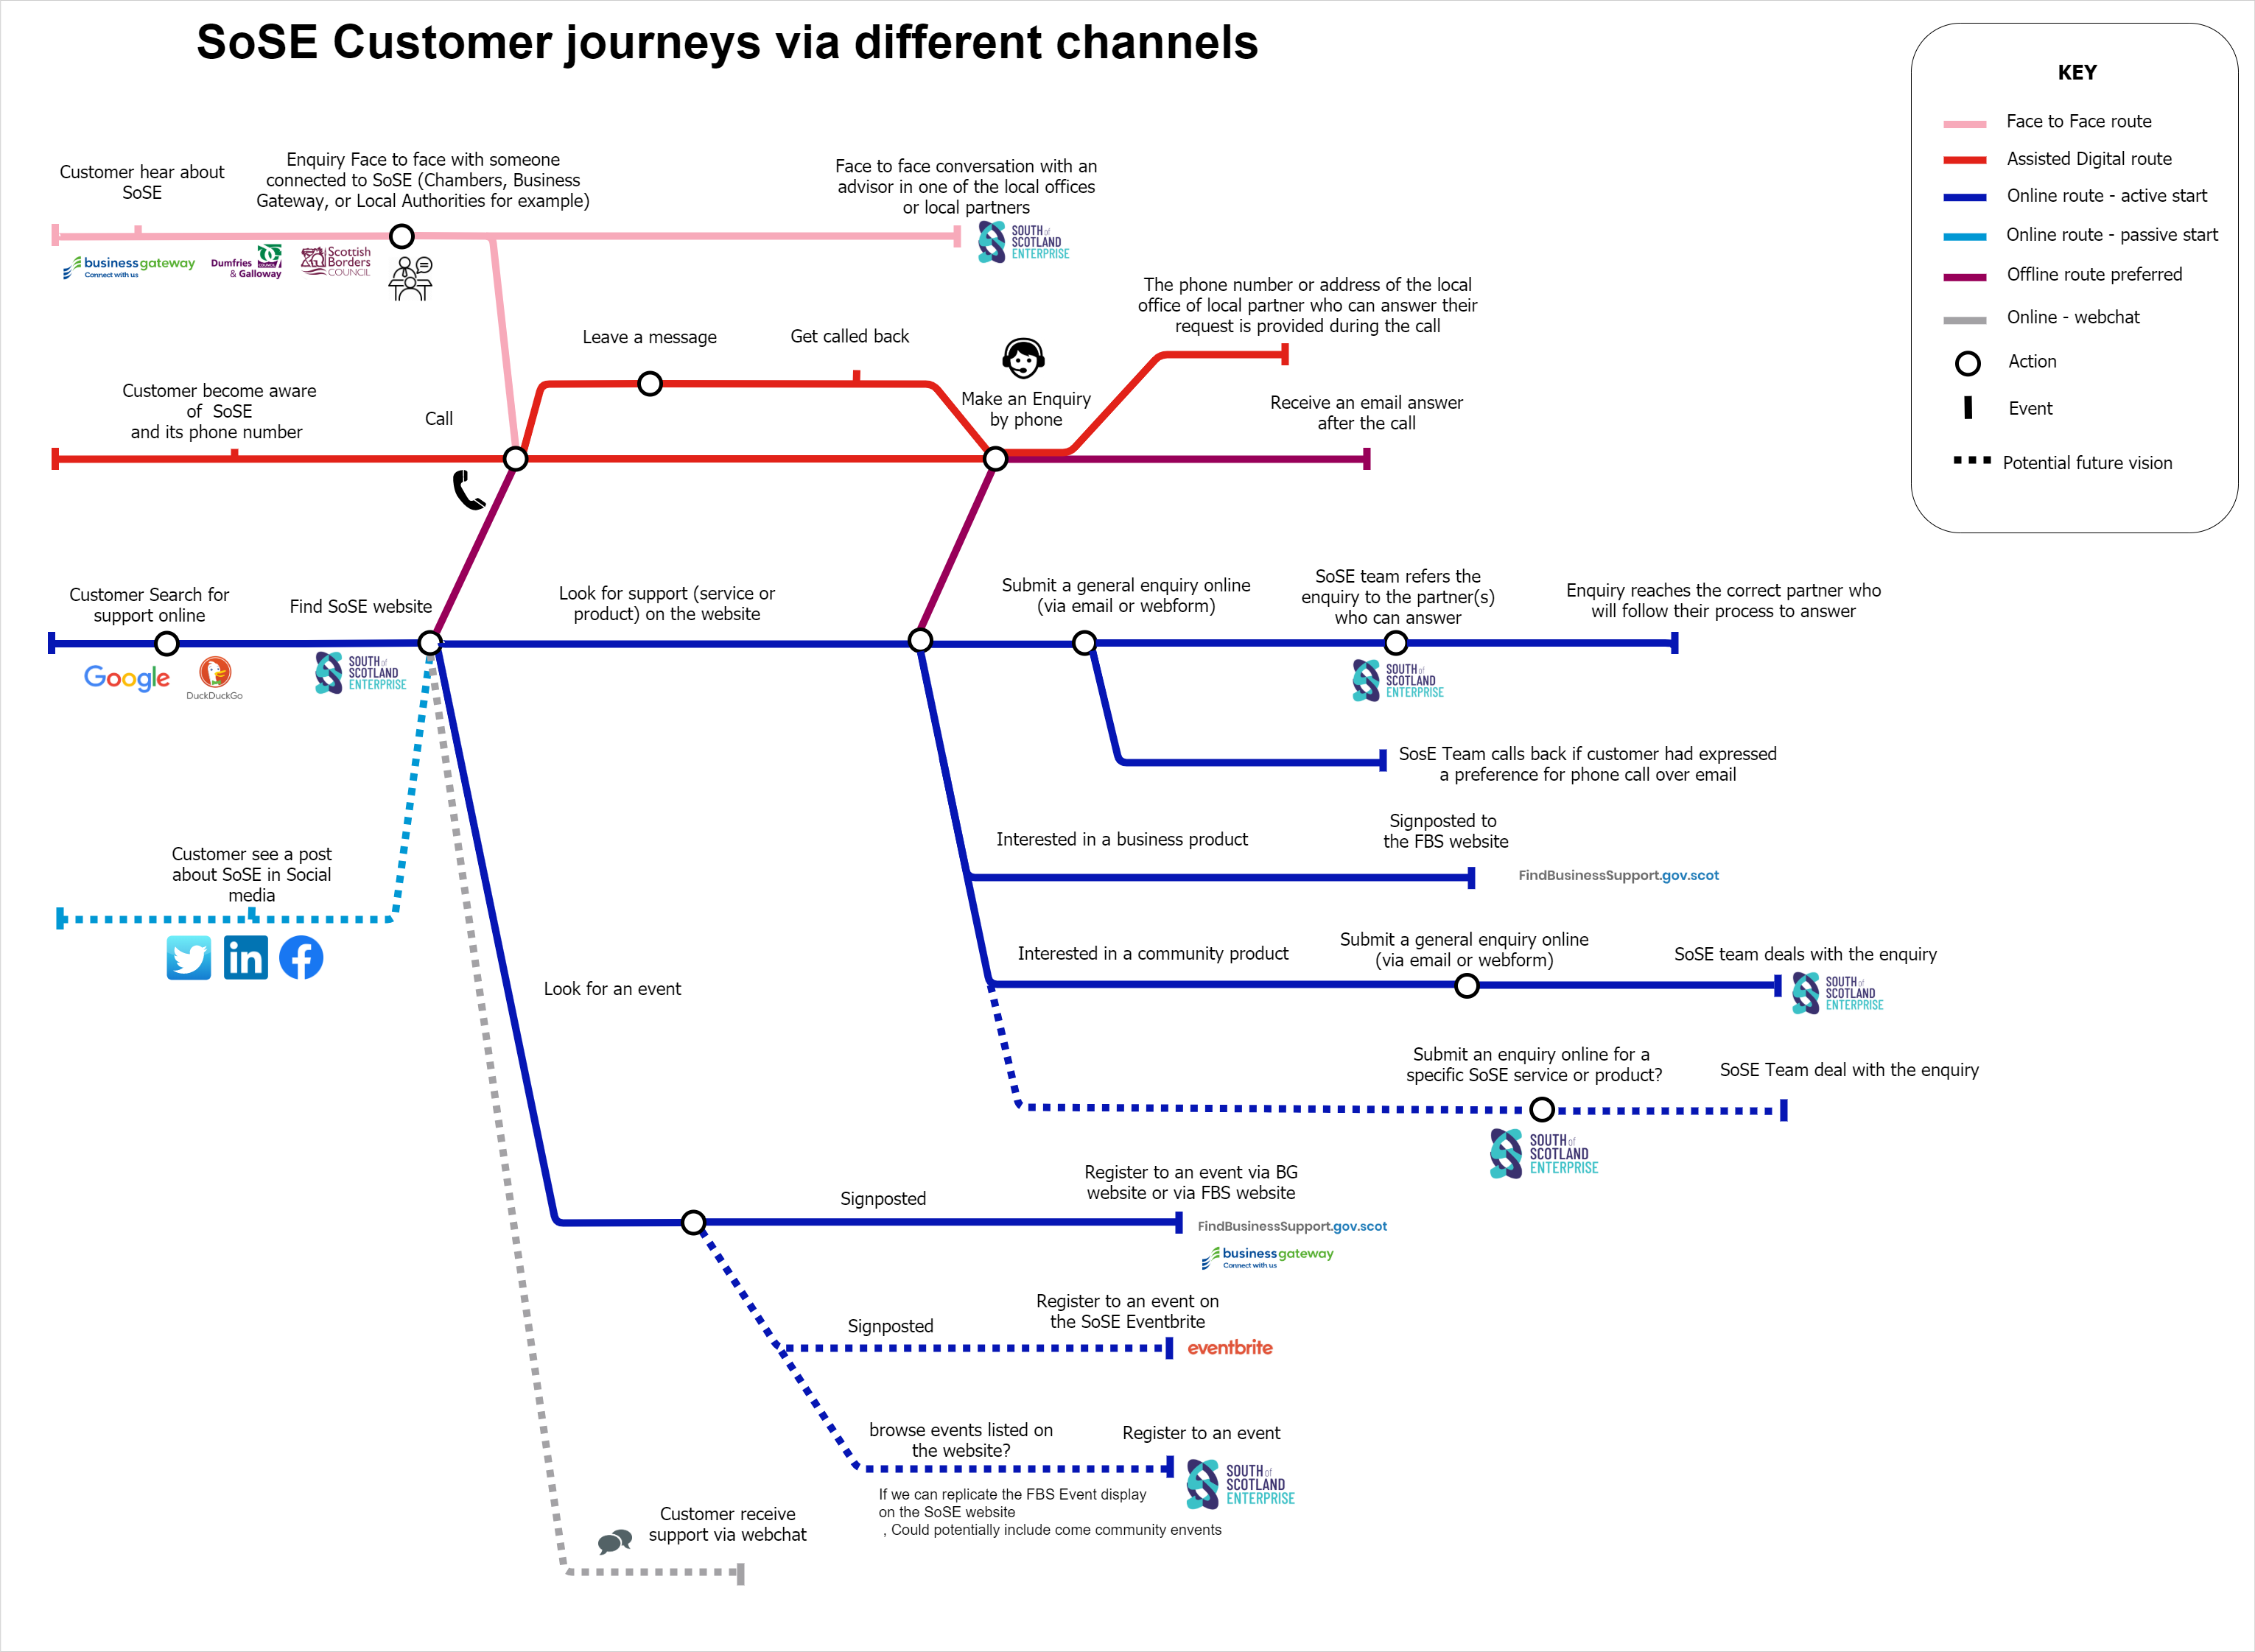 SoSE Customer journeys via different channels
KEY
Face to Face route
Assisted Digital route
Online route - active start
Online route - passive start
Offline route preferred
Online - webchat
Action
Event
Potential future vision
Customer hear about
SoSE
Enquiry Face to face with someone
connected to SoSE (Chambers, Business
Gateway, or Local Authorities for example)
Face to face conversation with an
advisor in one of the local offices
or local partners
SOUTH of
SCOTLAND
ENTERPRISE
businessgateway
Connect with us
Dumfries
& Galloway
Scottish
Borders
COUNCIL
The phone number or address of the local
office of local partner who can answer their
request is provided during the call
Leave a message
Get called back
Customer become aware
of SoSE
and its phone number
Call
Make an Enquiry
by phone
Receive an email answer
after the call
Customer Search for
support online
Find SoSE website
Look for support (service or
product) on the website
Submit a general enquiry online
(via email or webform)
SoSE team refers the
enquiry to the partner(s)
who can answer
Enquiry reaches the correct partner who
will follow their process to answer
Google
DuckDuckGo
SOUTH of
SCOTLAND
ENTERPRISE
SOUTH of
SCOTLAND
ENTERPRISE
SosE Team calls back if customer had expressed
a preference for phone call over email
Interested in a business product
Signposted to
the FBS website
FindBusinessSupport.gov.scot
Customer see a post
about SoSE in Social
media
in
Interested in a community product
Submit a general enquiry online
(via email or webform)
SoSE team deals with the enquiry
SOUTH of
SCOTLAND
ENTERPRISE
Look for an event
Submit an enquiry online for a
specific SoSE service or product?
SoSE Team deal with the enquiry
SOUTH of
SCOTLAND
ENTERPRISE
Signposted
Register to an event via BG
website or via FBS website
FindBusinessSupport.gov.scot
businessgateway
Connect with us
Signposted
Register to an event on
the SoSE Eventbrite
eventbrite
browse events listed on
the website?
Register to an event
SOUTH of
SCOTLAND
ENTERPRISE
If we can replicate the FBS Event display
on the SoSE website
, Could potentially include come community envents
Customer receive
support via webchat